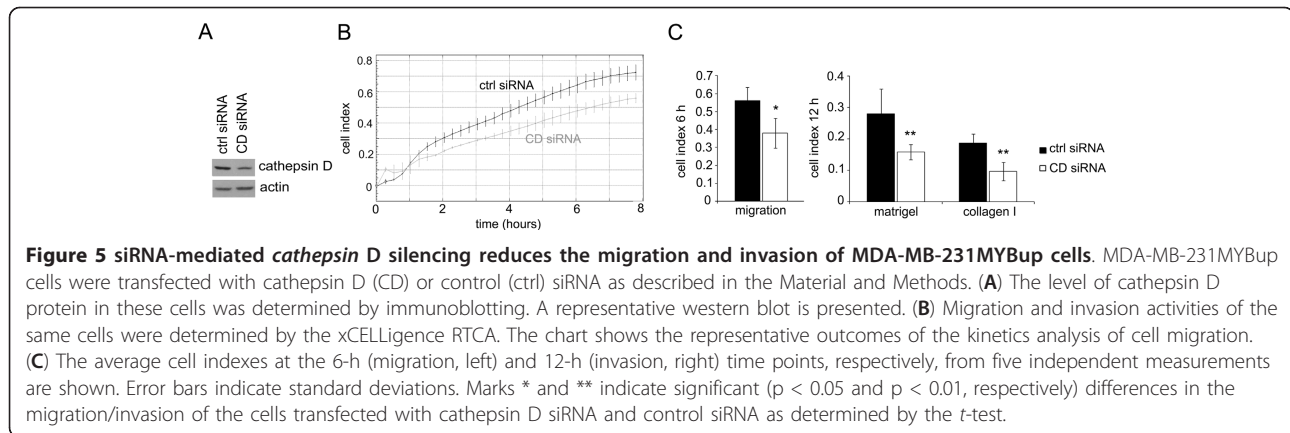 A
ctrl siRNA
CD siRNA
cathepsin D
actin
B
0.8
0.6
0.4
0.2
0
cell index
ctrl siRNA
CD siRNA
0 2 4 6 8
time (hours)
C
0.7
0.6
0.5
0.4
0.3
0.2
0.1
cell index 6 h
*
migration
0.4
0.3
0.2
0.1
cell index 12 h
**
**
matrigel collagen I
ctrl siRNA
CD siRNA
Figure 5 siRNA-mediated cathepsin D silencing reduces the migration and invasion of MDA-MB-231MYBup cells. MDA-MB-231MYBup
cells were transfected with cathepsin D (CD) or control (ctrl) siRNA as described in the Material and Methods. (A) The level of cathepsin D
protein in these cells was determined by immunoblotting. A representative western blot is presented. (B) Migration and invasion activities of the
same cells were determined by the xCELLigence RTCA. The chart shows the representative outcomes of the kinetics analysis of cell migration.
(C) The average cell indexes at the 6-h (migration, left) and 12-h (invasion, right) time points, respectively, from five independent measurements
are shown. Error bars indicate standard deviations. Marks * and ** indicate significant (p < 0.05 and p < 0.01, respectively) differences in the
migration/invasion of the cells transfected with cathepsin D siRNA and control siRNA as determined by the t-test.